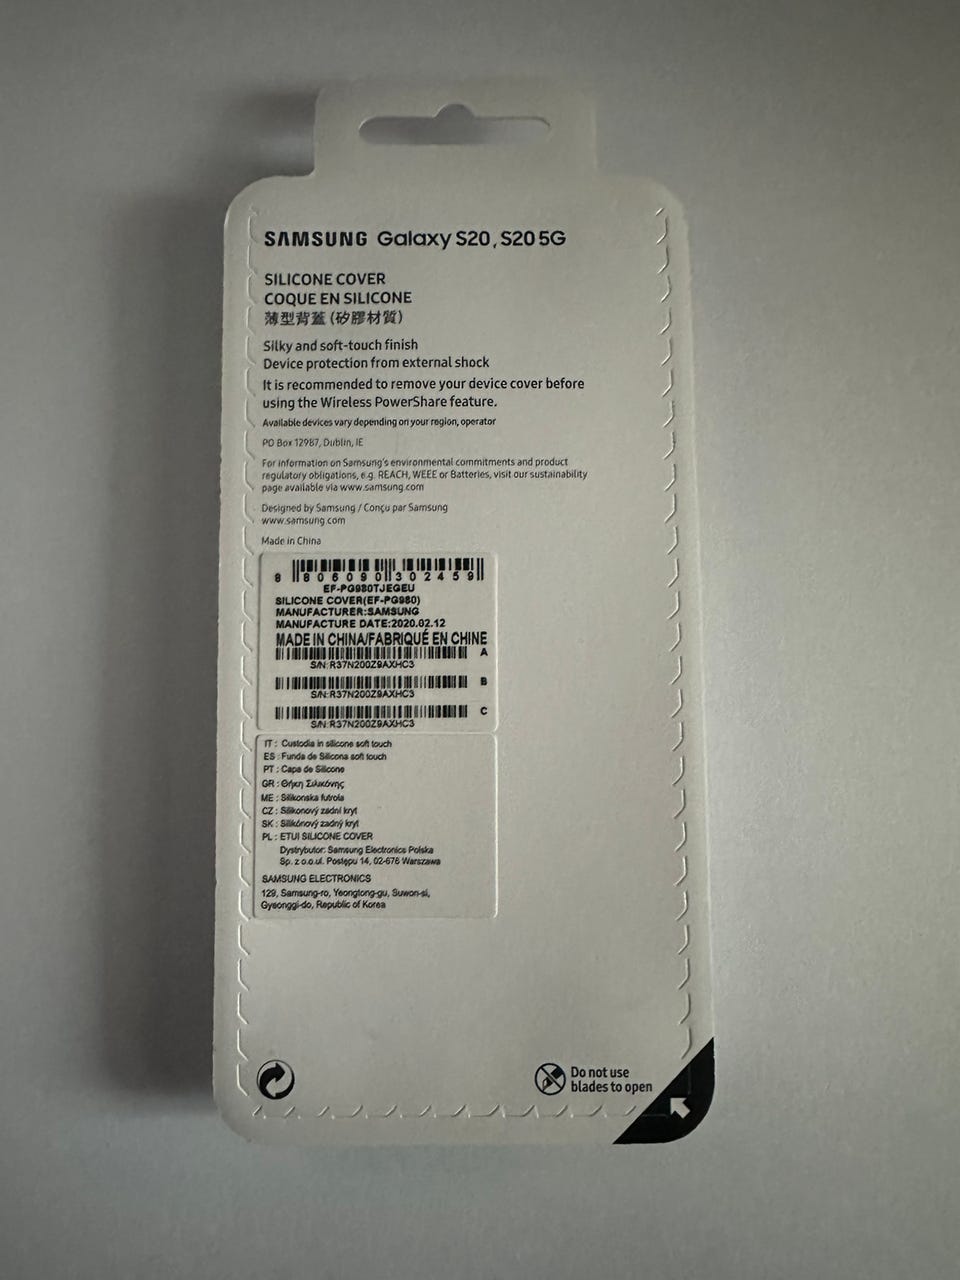 SAMSUNG Galaxy S20, S20 5G
SILICONE COVER
COQUE EN SILICONE
薄型背蓋 (矽膠材質)
Silky and soft-touch finish
Device protection from external shock
It is recommended to remove your device cover before
using the Wireless PowerShare feature.
Available devices vary depending on your region, operator
PO Box 12987, Dublin, IE
For information on Samsung's environmental commitments and product
regulatory obligations, e.g. REACH, WEEE or Batteries, visit our sustainability
page available via www.samsung.com
Designed by Samsung / Conçu par Samsung
www.samsung.com
Made in China
8 806090 302459
EF-PG980TJEGEU
SILICONE COVER(EF-PG980)
MANUFACTURER:SAMSUNG
MANUFACTURE DATE:2020.02.12
MADE IN CHINA/FABRIQUÉ EN CHINE
A
S/N:R37N200Z9AXHC3
B
S/N:R37N200Z9AXHC3
C
S/N:R37N200Z9AXHC3
IT : Custodia in silicone soft touch
ES : Funda de Silicona soft touch
PT : Capa de Silicone
GR : Θήκη Σιλικόνης
ME : Silikonska futrola
CZ : Silikonový zadní kryt
SK : Silikónový zadný kryt
PL : ETUI SILICONE COVER
Dystrybutor: Samsung Electronics Polska
Sp. z o.o.ul. Postępu 14, 02-676 Warszawa
SAMSUNG ELECTRONICS
129, Samsung-ro, Yeongtong-gu, Suwon-si,
Gyeonggi-do, Republic of Korea
Do not use
blades to open